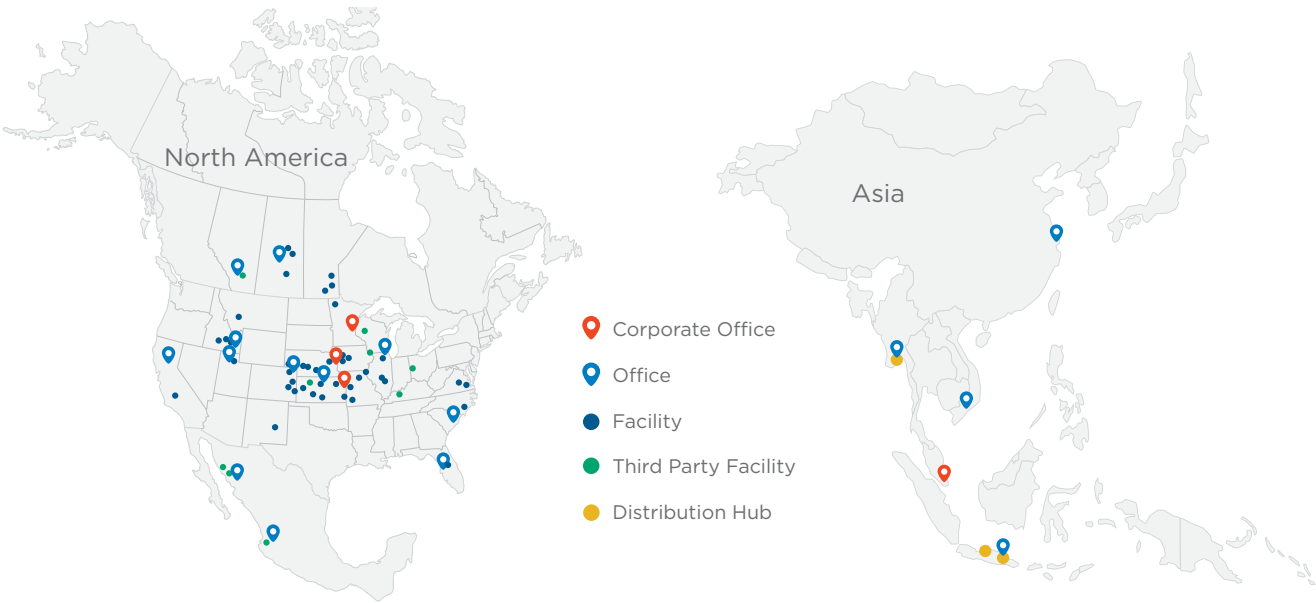 North America
Asia
Corporate Office
Office
Facility
Third Party Facility
Distribution Hub